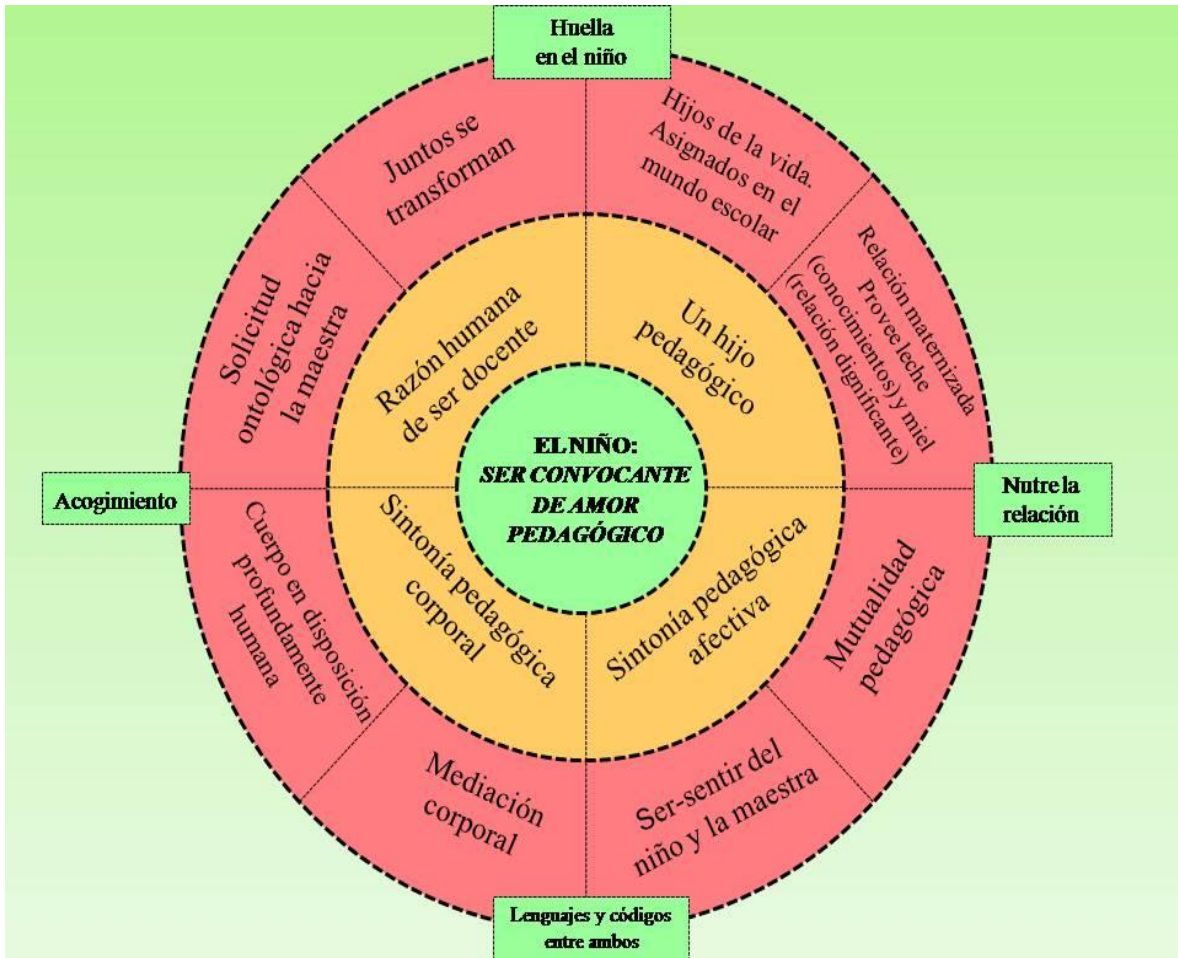 Huella
en el niño
Juntos se
transforman
Hijos de la vida.
Asignados en el
mundo escolar
Solicitud
ontológica hacia
la maestra
Razón humana
de ser docente
Un hijo
pedagógico
Relación maternizada
Provee leche
(conocimientos) y miel
(relación dignificante)
EL NIÑO:
SER CONVOCANTE
DE AMOR
PEDAGÓGICO
Acogimiento
Nutre la
relación
Cuerpo en disposición
profundamente
humana
Sintonía pedagógica
corporal
Sintonía pedagógica
afectiva
Mutualidad
pedagógica
Mediación
corporal
Ser-sentir del
niño y la maestra
Lenguajes y códigos
entre ambos